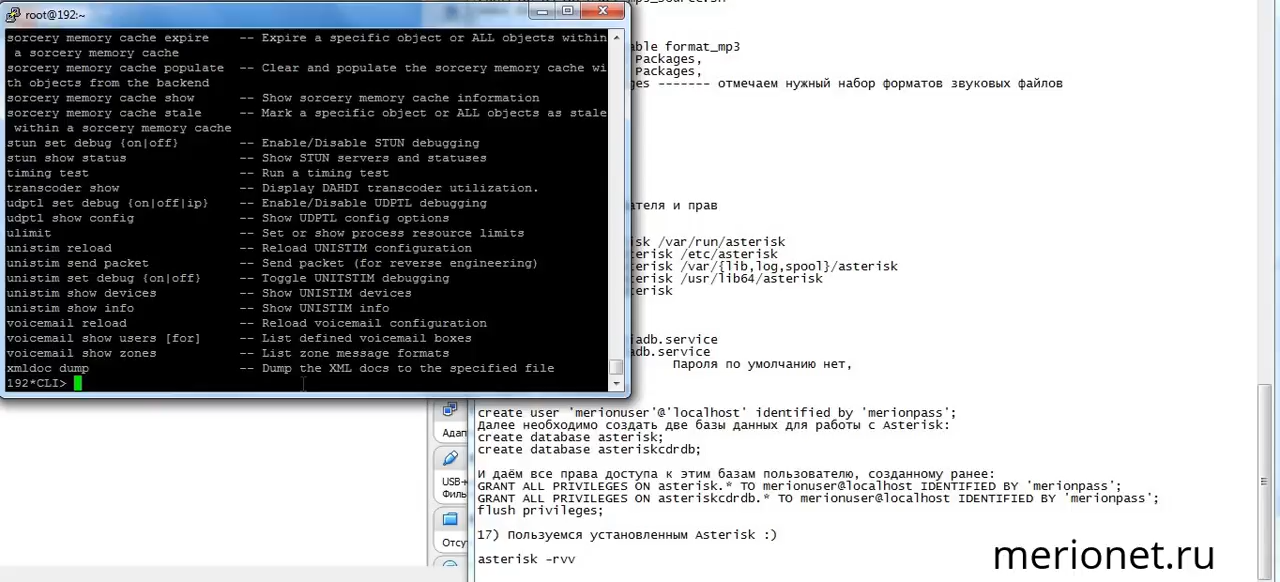 root@192:~
sorcery memory cache expire -- Expire a specific object or ALL objects within
a sorcery memory cache
sorcery memory cache populate -- Clear and populate the sorcery memory cache wi
th objects from the backend
sorcery memory cache show -- Show sorcery memory cache information
sorcery memory cache stale -- Mark a specific object or ALL objects as stale
within a sorcery memory cache
stun set debug {on|off} -- Enable/Disable STUN debugging
stun show status -- Show STUN servers and statuses
timing test -- Run a timing test
transcoder show -- Display DAHDI transcoder utilization.
udptl set debug {on|off|ip} -- Enable/Disable UDPTL debugging
udptl show config -- Show UDPTL config options
ulimit -- Set or show process resource limits
unistim reload -- Reload UNISTIM configuration
unistim send packet -- Send packet (for reverse engineering)
unistim set debug {on|off} -- Toggle UNITSTIM debugging
unistim show devices -- Show UNISTIM devices
unistim show info -- Show UNISTIM info
voicemail reload -- Reload voicemail configuration
voicemail show users [for] -- List defined voicemail boxes
voicemail show zones -- List zone message formats
xmldoc dump -- Dump the XML docs to the specified file
192*CLI>
able format_mp3
Packages,
Packages,
ges ------- отмечаем нужный набор форматов звуковых файлов
ателя и прав
isk /var/run/asterisk
sk /etc/asterisk
sk /var/{lib,log,spool}/asterisk
sk /usr/lib64/asterisk
erisk
iadb.service
adb.service
Пароля по умолчанию нет,
create user 'merionuser'@'localhost' identified by 'merionpass';
Далее необходимо создать две базы данных для работы с Asterisk:
create database asterisk;
create database asteriskcdrdb;
И даём все права доступа к этим базам пользователю, созданному ранее:
GRANT ALL PRIVILEGES ON asterisk.* TO merionuser@localhost IDENTIFIED BY 'merionpass';
GRANT ALL PRIVILEGES ON asteriskcdrdb.* TO merionuser@localhost IDENTIFIED BY 'merionpass';
flush privileges;
17) Пользуемся установленным Asterisk :)
asterisk -rvv
Адап
USB→
Филь
Отсу
merionet.ru